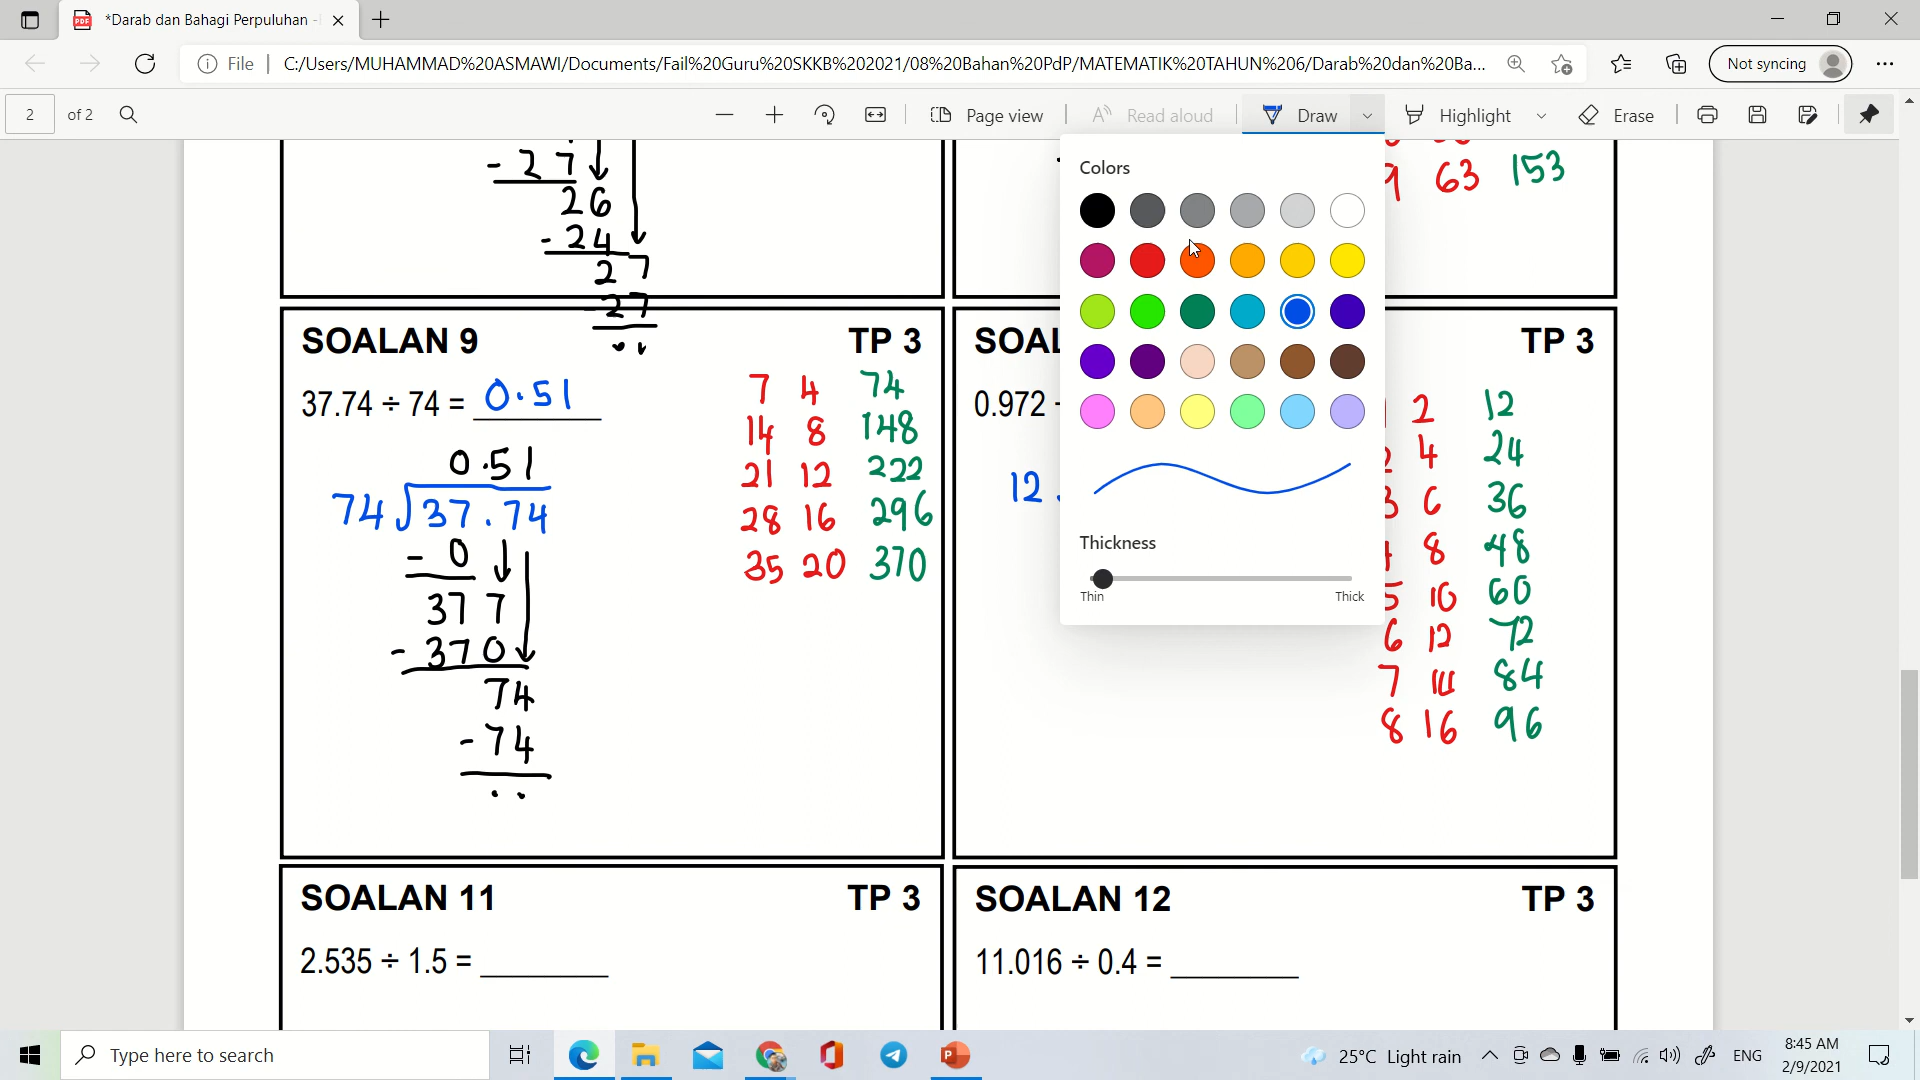 *Darab dan Bahagi Perpuluhan -
File
C:/Users/MUHAMMAD%20ASMAWI/Documents/Fail%20Guru%20SKKB%202021/08%20Bahan%20PdP/MATEMATIK%20TAHUN%206/Darab%20dan%20Ba...
Not syncing
2 of 2
Page view
Read aloud
Draw
Highlight
Erase
- 27
26
- 24
27
27
63 153
Colors
Thickness
Thin Thick
SOALAN 9 TP 3
37.74 ÷ 74 = 0.51
0.51
74 37.74
- 0
377
- 370
74
- 74
7 4 74
14 8 148
21 12 222
28 16 296
35 20 370
TP 3
0.972
12
2 12
4 24
3 6 36
8 48
5 10 60
6 12 72
7 14 84
8 16 96
SOALAN 11 TP 3
2.535 ÷ 1.5 =
SOALAN 12 TP 3
11.016 ÷ 0.4 =
Type here to search
25°C Light rain
ENG
8:45 AM
2/9/2021